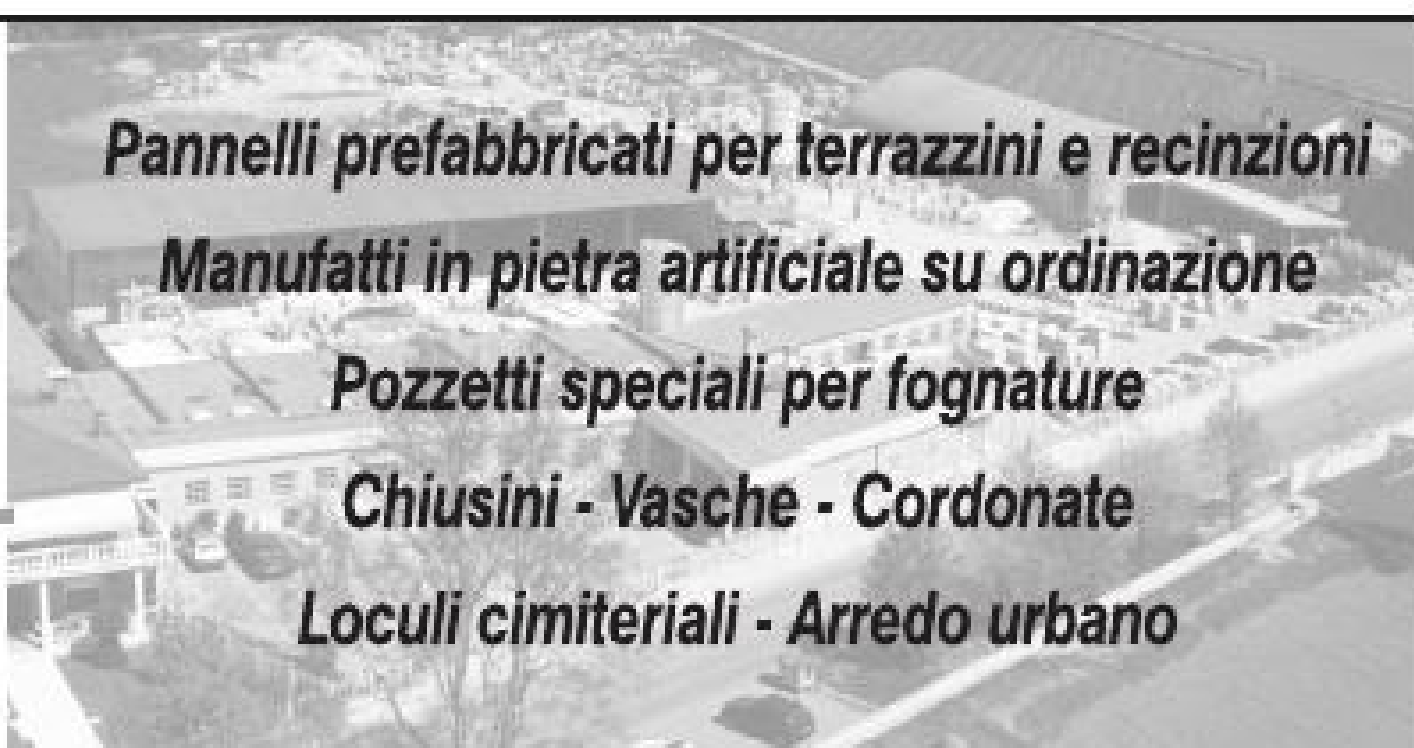 Pannelli prefabbricati per terrazzini e recinzioni
Manufatti in pietra artificiale su ordinazione
Pozzetti speciali per fognature
Chiusini - Vasche - Cordonate
Loculi cimiteriali - Arredo urbano